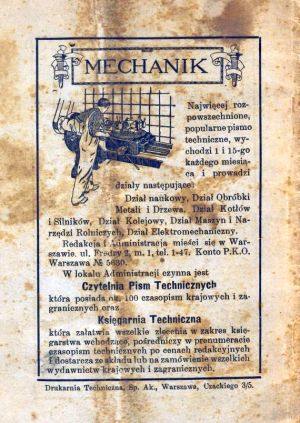 MECHANIK
Najwięcej roz-
powszechnione,
popularne pismo
techniczne, wy-
chodzi 1 i 15-go
każdego miesią-
ca i prowadzi
działy następujące:
Dział naukowy, Dział Obróbki
Metali i Drzewa, Dział Kotłów
i Silników, Dział Kolejowy, Dział Maszyn i Na-
rzędzi Rolniczych, Dział Elektromechaniczny.
Redakcja i Administracja mieści się w War-
szawie, ul. Fredry 2, m. 1, tel. 1-47. Konto P.K.O.
Warszawa № 5630.
W lokalu Administracji czynna jest
Czytelnia Pism Technicznych
która posiada ok. 100 czasopism krajowych i za-
granicznych oraz
Księgarnia Techniczna
która załatwia wszelkie zlecenia w zakres księ-
garstwa wchodzące, pośredniczy w prenumeracie
czasopism technicznych po cenach redakcyjnych
i dostarcza ze składu lub na zamówienie wszelkich
wydawnictw krajowych i zagranicznych.
Drukarnia Techniczna, Sp. Ak., Warszawa, Czackiego 3/5.